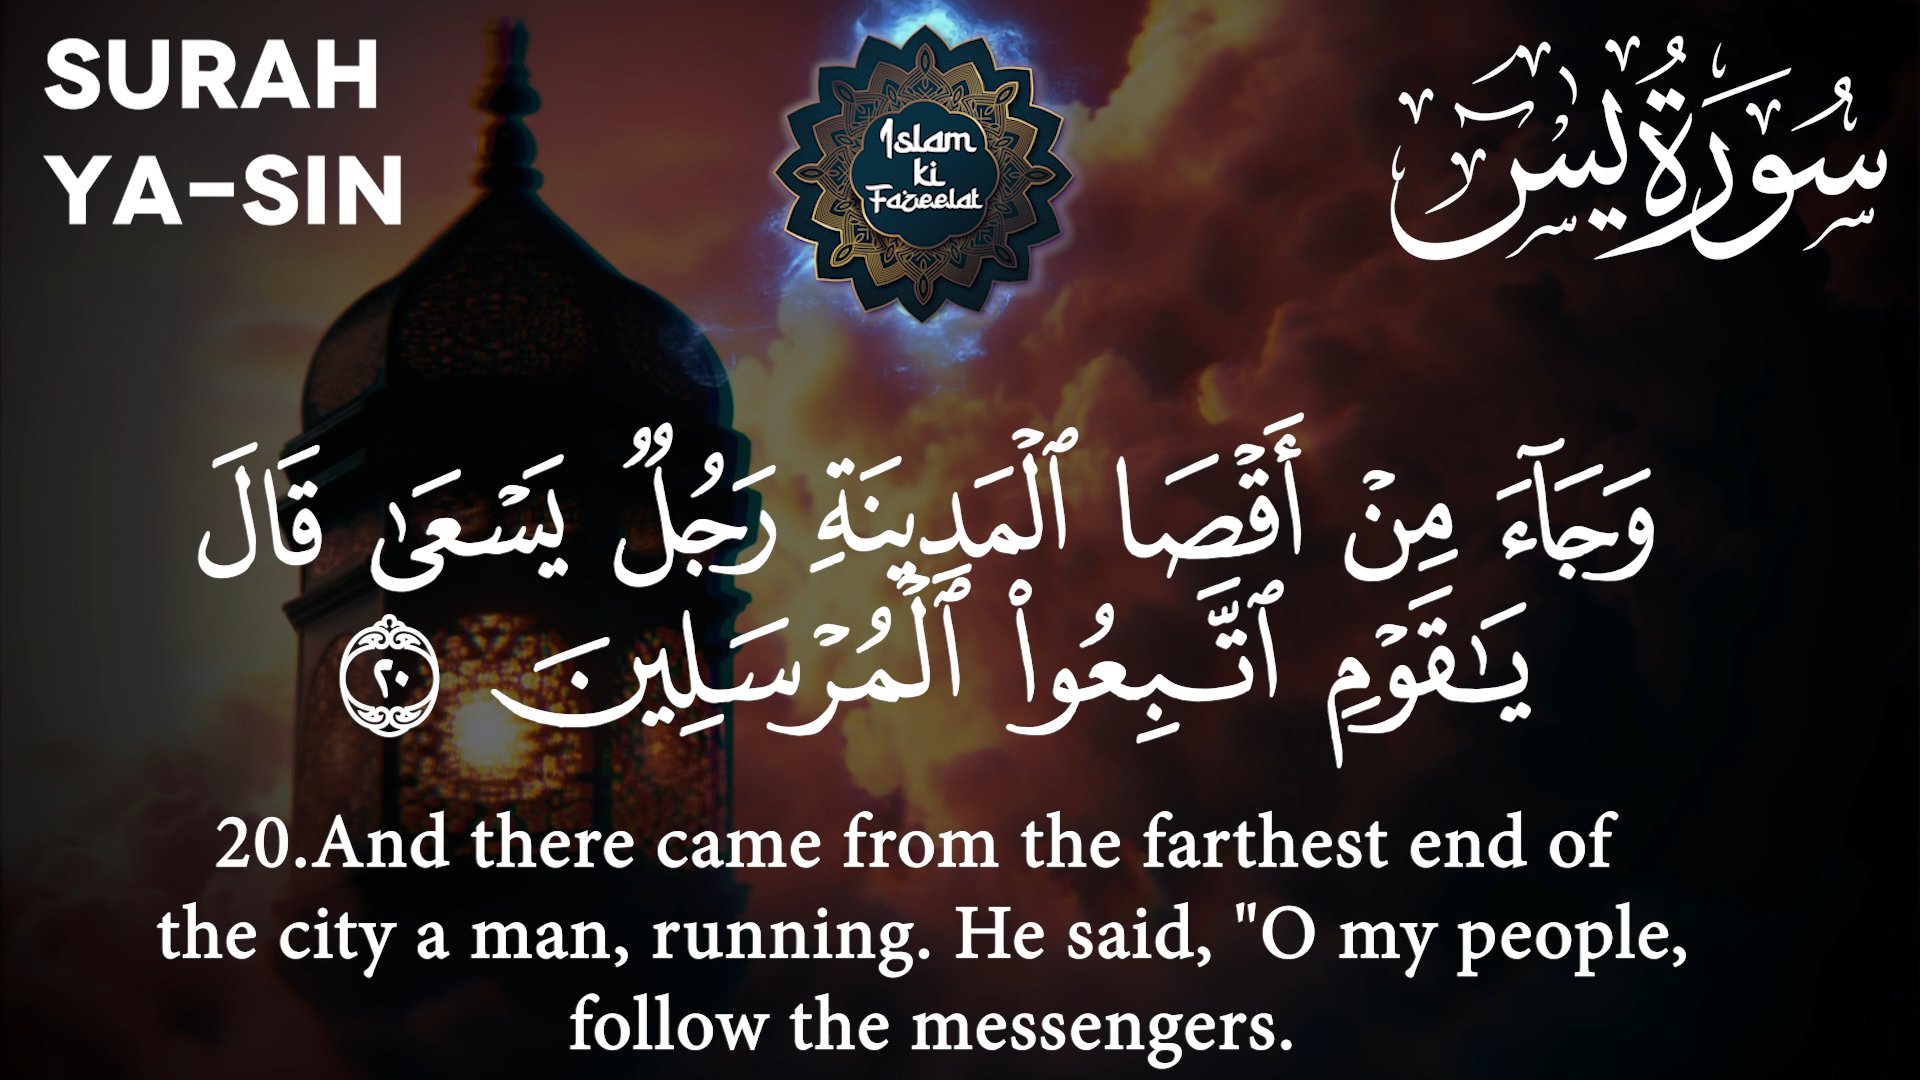 SURAH
YA-SIN
Islam
ki
Fazeelat
سُورَةُ يسٓ
وَجَآءَ مِنْ أَقْصَا ٱلْمَدِينَةِ رَجُلٌ يَسْعَىٰ قَالَ
يَـٰقَوْمِ ٱتَّبِعُوا۟ ٱلْمُرْسَلِينَ ٢٠
20.And there came from the farthest end of
the city a man, running. He said, "O my people,
follow the messengers.